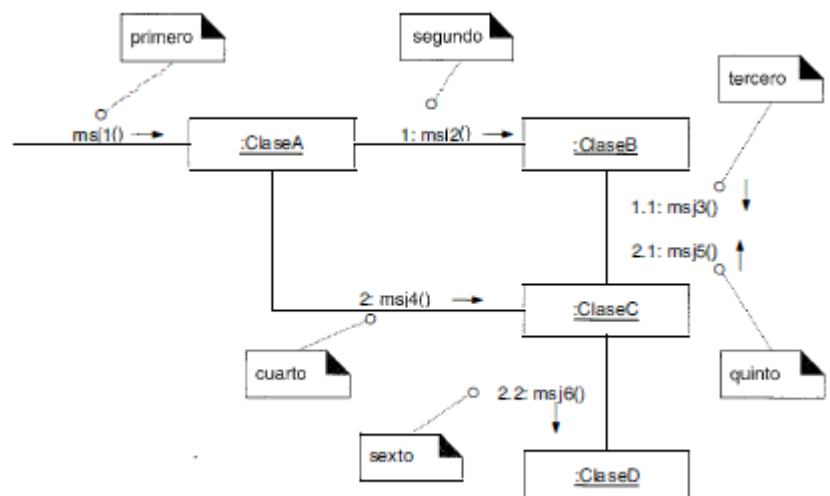 primero
segundo
tercero
msj1()
:ClaseA
1: msj2()
:ClaseB
1.1: msj3()
2.1: msj5()
2: msj4()
:ClaseC
cuarto
quinto
2.2: msj6()
sexto
:ClaseD